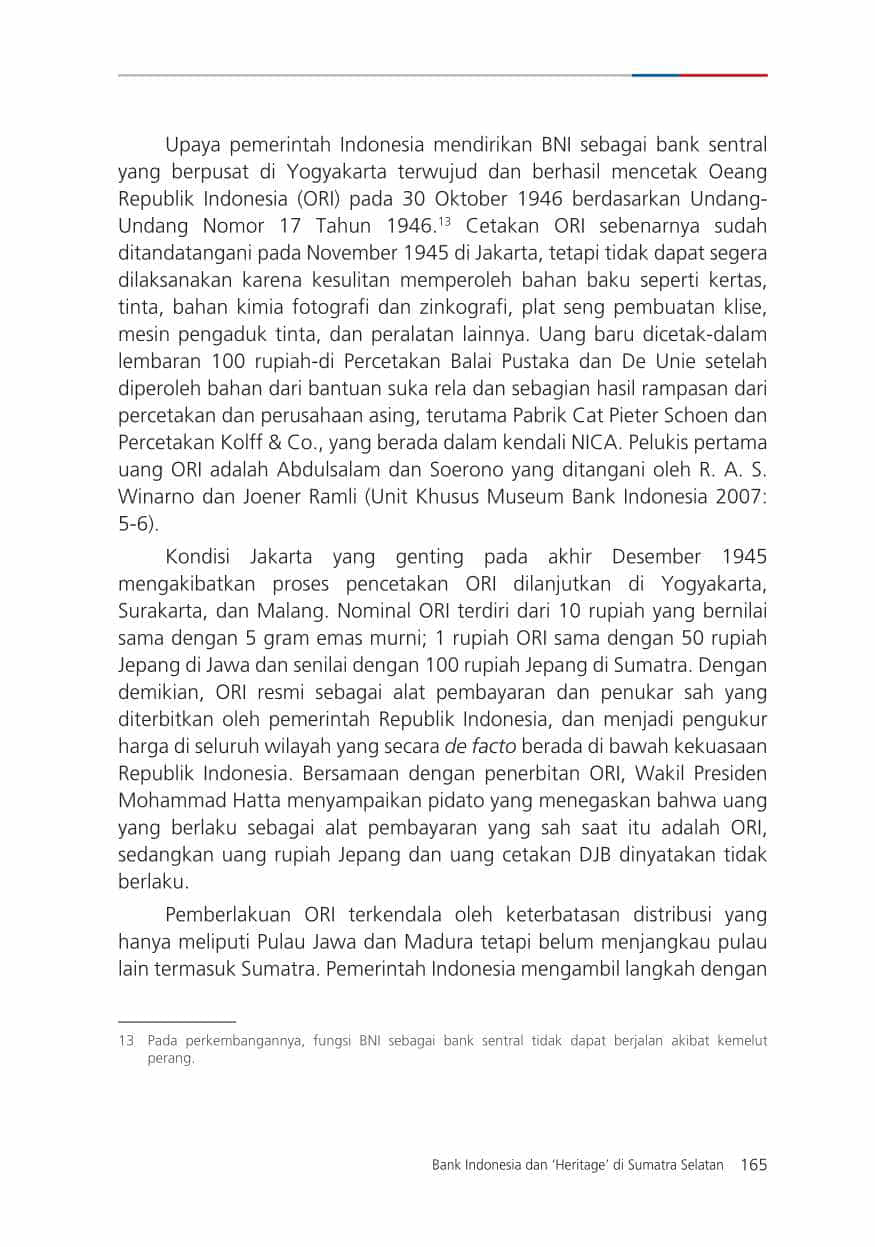 Upaya pemerintah Indonesia mendirikan BNI sebagai bank sentral
yang berpusat di Yogyakarta terwujud dan berhasil mencetak Oeang
Republik Indonesia (ORI) pada 30 Oktober 1946 berdasarkan Undang-
Undang Nomor 17 Tahun 1946.13 Cetakan ORI sebenarnya sudah
ditandatangani pada November 1945 di Jakarta, tetapi tidak dapat segera
dilaksanakan karena kesulitan memperoleh bahan baku seperti kertas,
tinta, bahan kimia fotografi dan zinkografi, plat seng pembuatan klise,
mesin pengaduk tinta, dan peralatan lainnya. Uang baru dicetak-dalam
lembaran 100 rupiah-di Percetakan Balai Pustaka dan De Unie setelah
diperoleh bahan dari bantuan suka rela dan sebagian hasil rampasan dari
percetakan dan perusahaan asing, terutama Pabrik Cat Pieter Schoen dan
Percetakan Kolff & Co., yang berada dalam kendali NICA. Pelukis pertama
uang ORI adalah Abdulsalam dan Soerono yang ditangani oleh R. A. S.
Winarno dan Joener Ramli (Unit Khusus Museum Bank Indonesia 2007:
5-6).
Kondisi Jakarta yang genting pada akhir Desember 1945
mengakibatkan proses pencetakan ORI dilanjutkan di Yogyakarta,
Surakarta, dan Malang. Nominal ORI terdiri dari 10 rupiah yang bernilai
sama dengan 5 gram emas murni; 1 rupiah ORI sama dengan 50 rupiah
Jepang di Jawa dan senilai dengan 100 rupiah Jepang di Sumatra. Dengan
demikian, ORI resmi sebagai alat pembayaran dan penukar sah yang
diterbitkan oleh pemerintah Republik Indonesia, dan menjadi pengukur
harga di seluruh wilayah yang secara de facto berada di bawah kekuasaan
Republik Indonesia. Bersamaan dengan penerbitan ORI, Wakil Presiden
Mohammad Hatta menyampaikan pidato yang menegaskan bahwa uang
yang berlaku sebagai alat pembayaran yang sah saat itu adalah ORI,
sedangkan uang rupiah Jepang dan uang cetakan DJB dinyatakan tidak
berlaku.
Pemberlakuan ORI terkendala oleh keterbatasan distribusi yang
hanya meliputi Pulau Jawa dan Madura tetapi belum menjangkau pulau
lain termasuk Sumatra. Pemerintah Indonesia mengambil langkah dengan
13 Pada perkembangannya, fungsi BNI sebagai bank sentral tidak dapat berjalan akibat kemelut
perang.
Bank Indonesia dan ‘Heritage’ di Sumatra Selatan 165